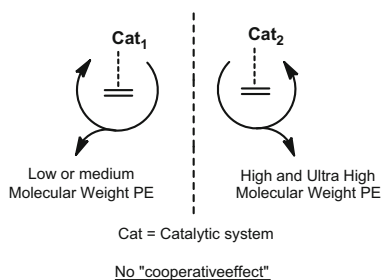 Cat1
Cat2
Low or medium
Molecular Weight PE
High and Ultra High
Molecular Weight PE
Cat = Catalytic system
No "cooperativeeffect"